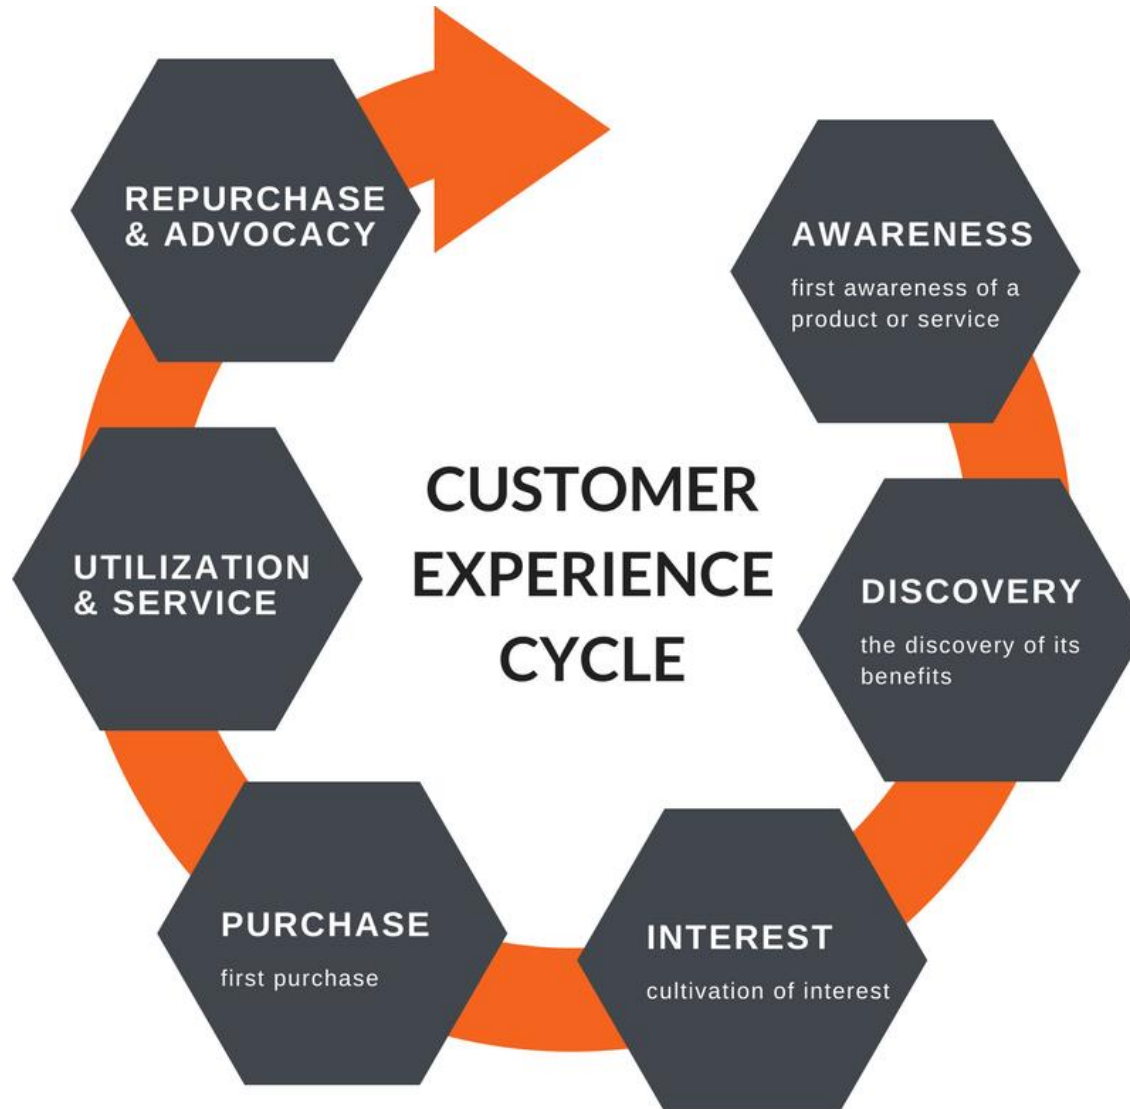 CUSTOMER
EXPERIENCE
CYCLE
AWARENESS
first awareness of a
product or service
DISCOVERY
the discovery of its
benefits
INTEREST
cultivation of interest
PURCHASE
first purchase
UTILIZATION
& SERVICE
REPURCHASE
& ADVOCACY